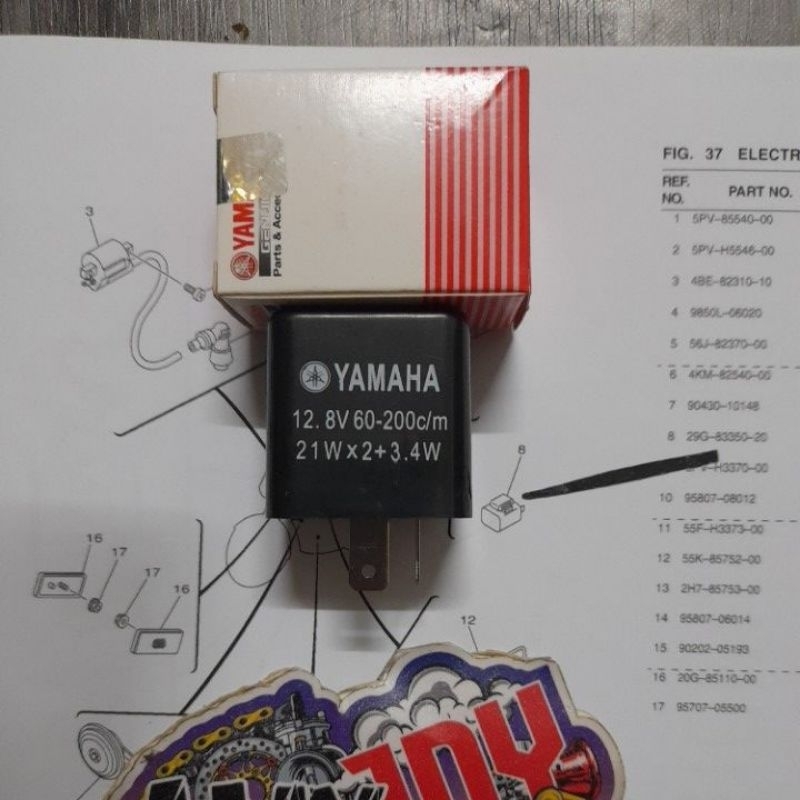 YAM
GENUI
Parts & Acces
YAMAHA
12. 8V 60-200c/m
21W×2+3.4W
FIG. 37 ELECTR
REF. NO. PART NO.
1 5PV-85540-00
2 5PV-H5546-00
3 4BE-82310-10
4 9850L-06020
5 56J-82370-00
6 4KM-82540-00
7 90430-10148
8 29G-83350-20
V-H3370-00
10 95807-08012
11 55F-H3373-00
12 55K-85752-00
13 2H7-85753-00
14 95807-06014
15 90202-05193
16 20G-85110-00
17 95707-05500
3
8
16
17
17
16
12